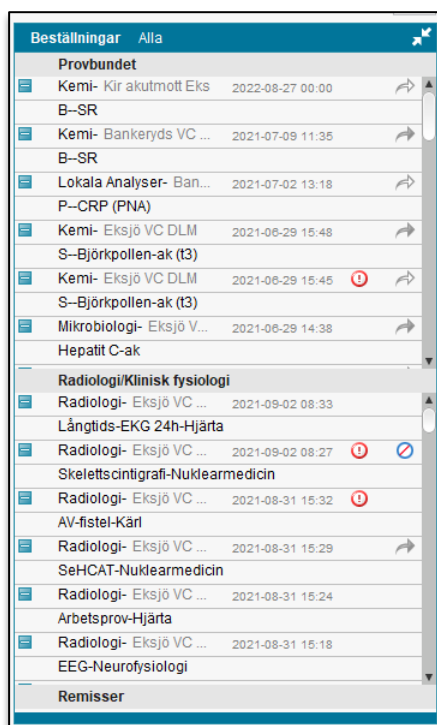 Beställningar Alla
Provbundet
Kemi- Kir akutmott Eks 2022-08-27 00:00
B--SR
Kemi- Bankeryds VC ... 2021-07-09 11:35
B--SR
Lokala Analyser- Ban... 2021-07-02 13:18
P--CRP (PNA)
Kemi- Eksjö VC DLM 2021-06-29 15:48
S--Björkpollen-ak (t3)
Kemi- Eksjö VC DLM 2021-06-29 15:45
S--Björkpollen-ak (t3)
Mikrobiologi- Eksjö V... 2021-06-29 14:38
Hepatit C-ak
Radiologi/Klinisk fysiologi
Radiologi- Eksjö VC ... 2021-09-02 08:33
Långtids-EKG 24h-Hjärta
Radiologi- Eksjö VC ... 2021-09-02 08:27
Skelettscintigrafi-Nuklearmedicin
Radiologi- Eksjö VC ... 2021-08-31 15:32
AV-fistel-Kärl
Radiologi- Eksjö VC ... 2021-08-31 15:29
SeHCAT-Nuklearmedicin
Radiologi- Eksjö VC ... 2021-08-31 15:24
Arbetsprov-Hjärta
Radiologi- Eksjö VC ... 2021-08-31 15:18
EEG-Neurofysiologi
Remisser